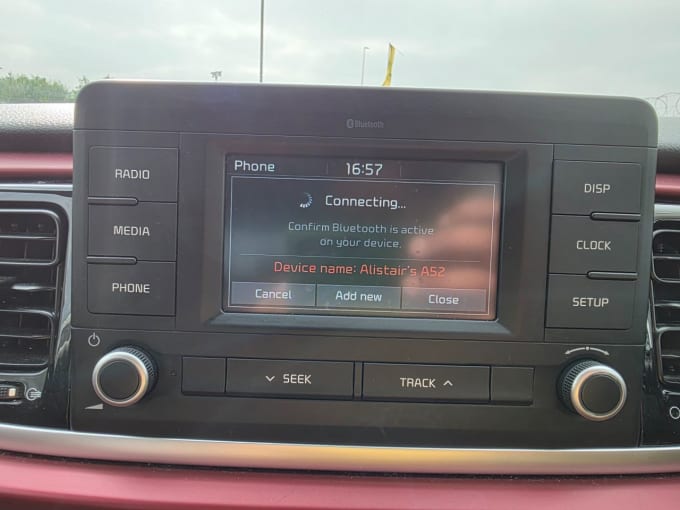 Bluetooth
Phone 16:57
Connecting...
Confirm Bluetooth is active
on your device.
Device name: Alistair's A52
Cancel Add new Close
RADIO
MEDIA
PHONE
DISP
CLOCK
SETUP
SEEK
TRACK